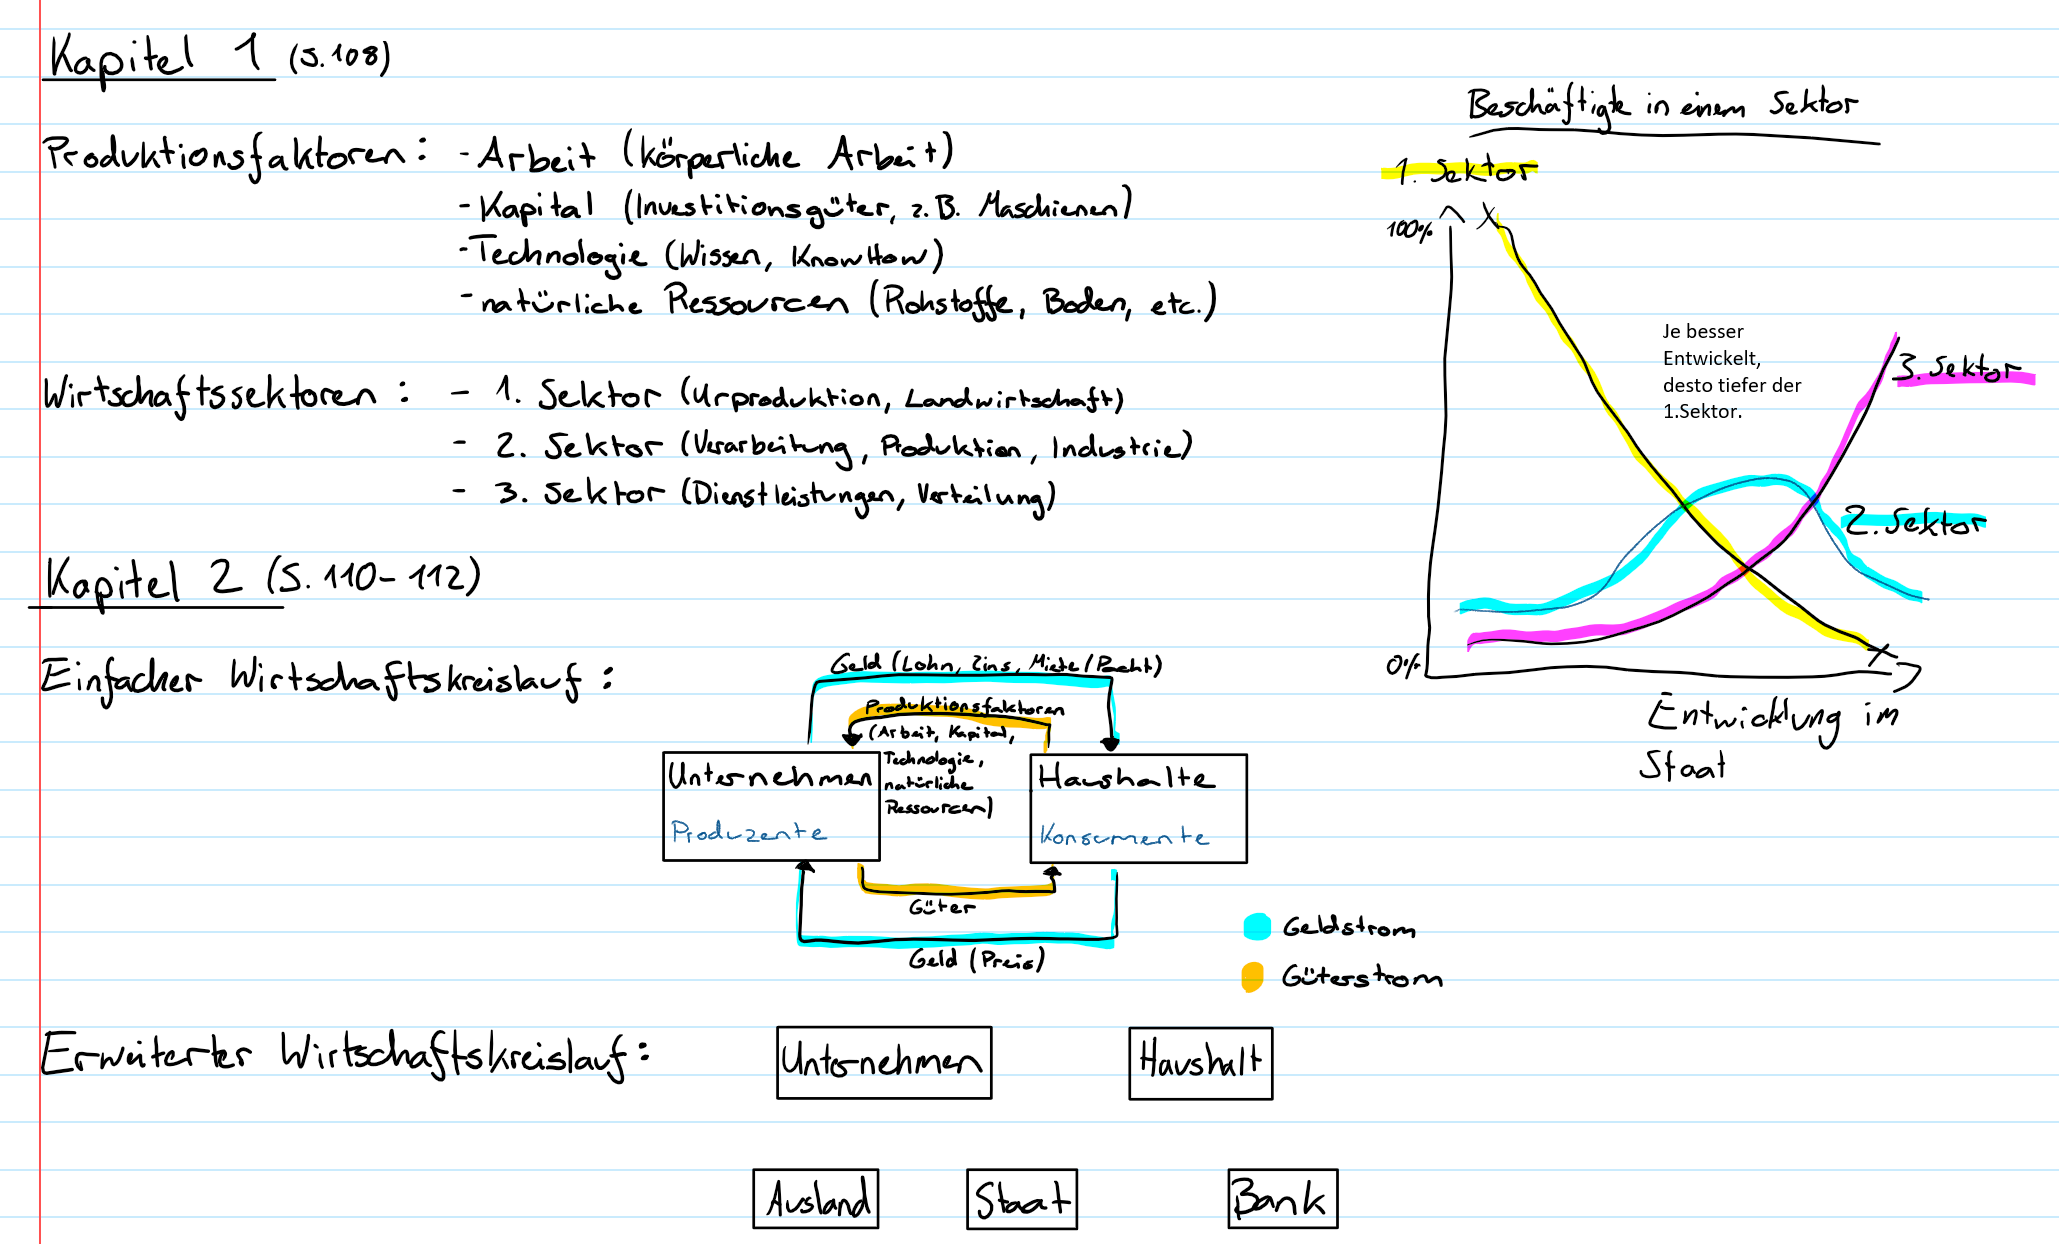 Kapitel 1 (S. 108)
Produktionsfaktoren: - Arbeit (körperliche Arbeit)
- Kapital (Investitionsgüter, z.B. Maschienen)
- Technologie (Wissen, KnowHow)
- natürliche Ressourcen (Rohstoffe, Boden, etc.)
Wirtschaftssektoren: - 1. Sektor (Urproduktion, Landwirtschaft)
- 2. Sektor (Verarbeitung, Produktion, Industrie)
- 3. Sektor (Dienstleistungen, Verteilung)
Beschäftigte in einem Sektor
1. Sektor
100%
Je besser
Entwickelt,
desto tiefer der
1.Sektor.
3. Sektor
2. Sektor
0%
Entwicklung im
Staat
Kapitel 2 (S. 110-112)
Einfacher Wirtschaftskreislauf:
Geld (Lohn, Zins, Miete/Pacht)
Produktionsfaktoren
(Arbeit, Kapital,
Technologie,
natürliche
Ressourcen)
Unternehmen
Produzente
Haushalte
Konsumente
Güter
Geld (Preis)
Geldstrom
Güterstrom
Erweiterter Wirtschaftskreislauf:
Unternehmen
Haushalt
Ausland
Staat
Bank